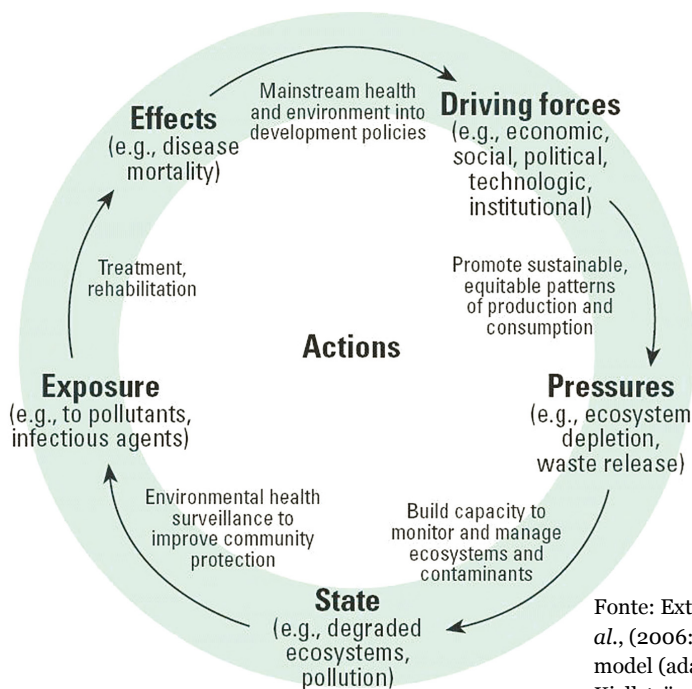 Effects
(e.g., disease
mortality)
Mainstream health
and environment into
development policies
Driving forces
(e.g., economic,
social, political,
technologic,
institutional)
Promote sustainable,
equitable patterns
of production and
consumption
Pressures
(e.g., ecosystem
depletion,
waste release)
Build capacity to
monitor and manage
ecosystems and
contaminants
State
(e.g., degraded
ecosystems,
pollution)
Environmental health
surveillance to
improve community
protection
Exposure
(e.g., to pollutants,
infectious agents)
Treatment,
rehabilitation
Actions
Fonte: Ext
al., (2006:
model (ada